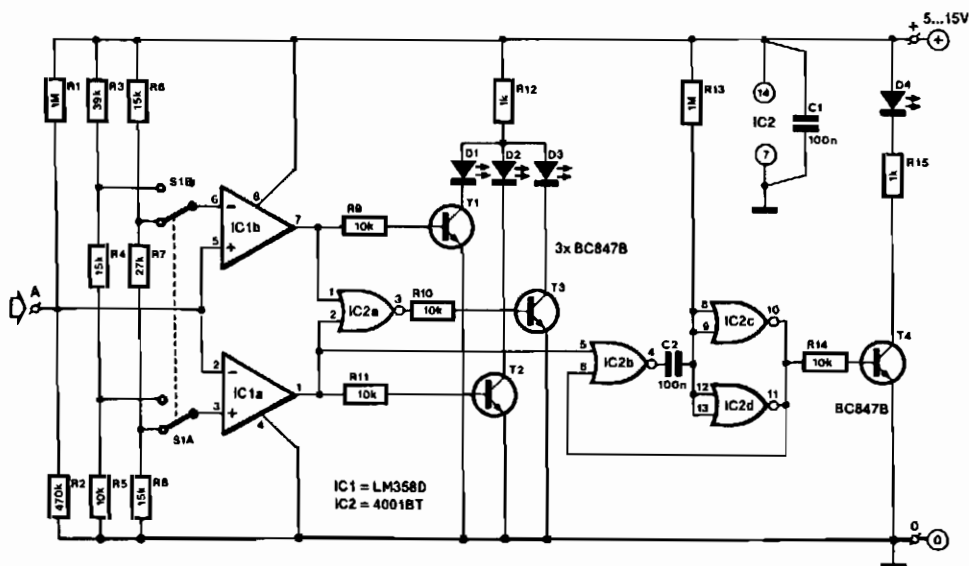 + 5...15V
+
R1 1M
R3 39k
R6 15k
R12 1k
R13 1M
14
IC2
7
C1 100n
D4
R15 1k
D1 D2 D3
S1B
6 − 8
IC1b 7
5 +
R9 10k
T1
R4 15k
R7 27k
3x BC847B
A
1
IC2a 3
2
R10 10k
T3
8
IC2c 10
9
2 −
IC1a 1
3 + 4
R11 10k
T2
5
IC2b 4
6
C2 100n
R14 10k
T4
12
IC2d 11
13
BC847B
S1A
R2 470k
R5 10k
R8 15k
IC1 = LM358D
IC2 = 4001BT
0
0